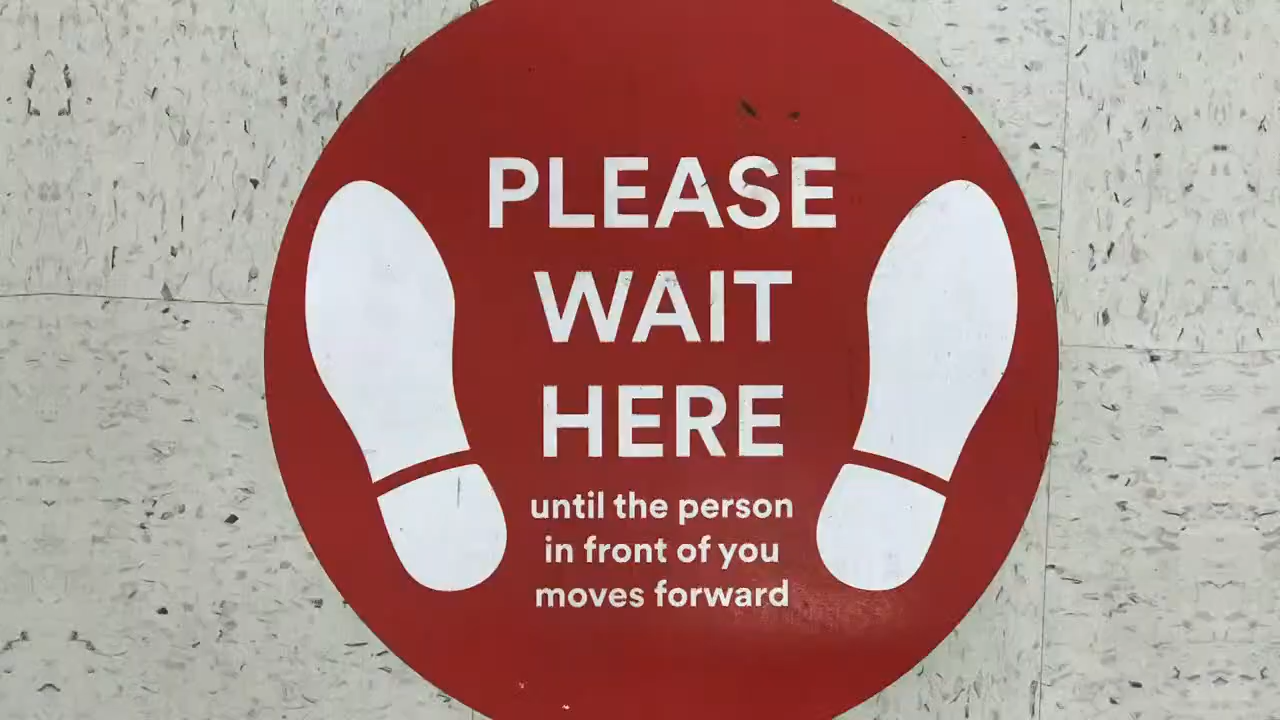 PLEASE
WAIT
HERE
until the person
in front of you
moves forward